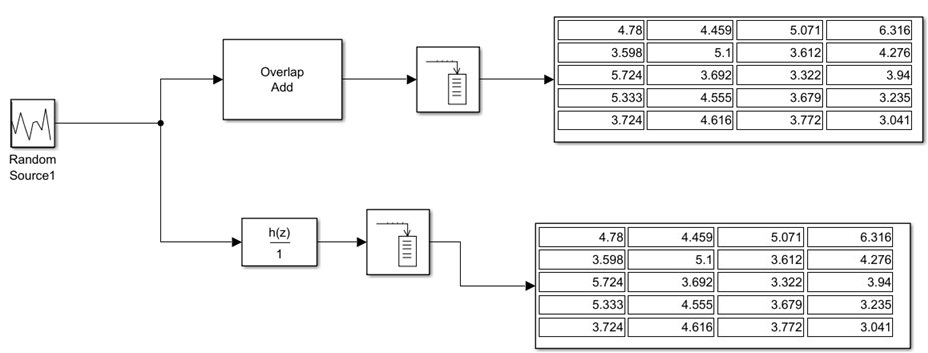 Overlap
Add
4.78 4.459 5.071 6.316
3.598 5.1 3.612 4.276
5.724 3.692 3.322 3.94
5.333 4.555 3.679 3.235
3.724 4.616 3.772 3.041
Random
Source1
h(z)
1
4.78 4.459 5.071 6.316
3.598 5.1 3.612 4.276
5.724 3.692 3.322 3.94
5.333 4.555 3.679 3.235
3.724 4.616 3.772 3.041